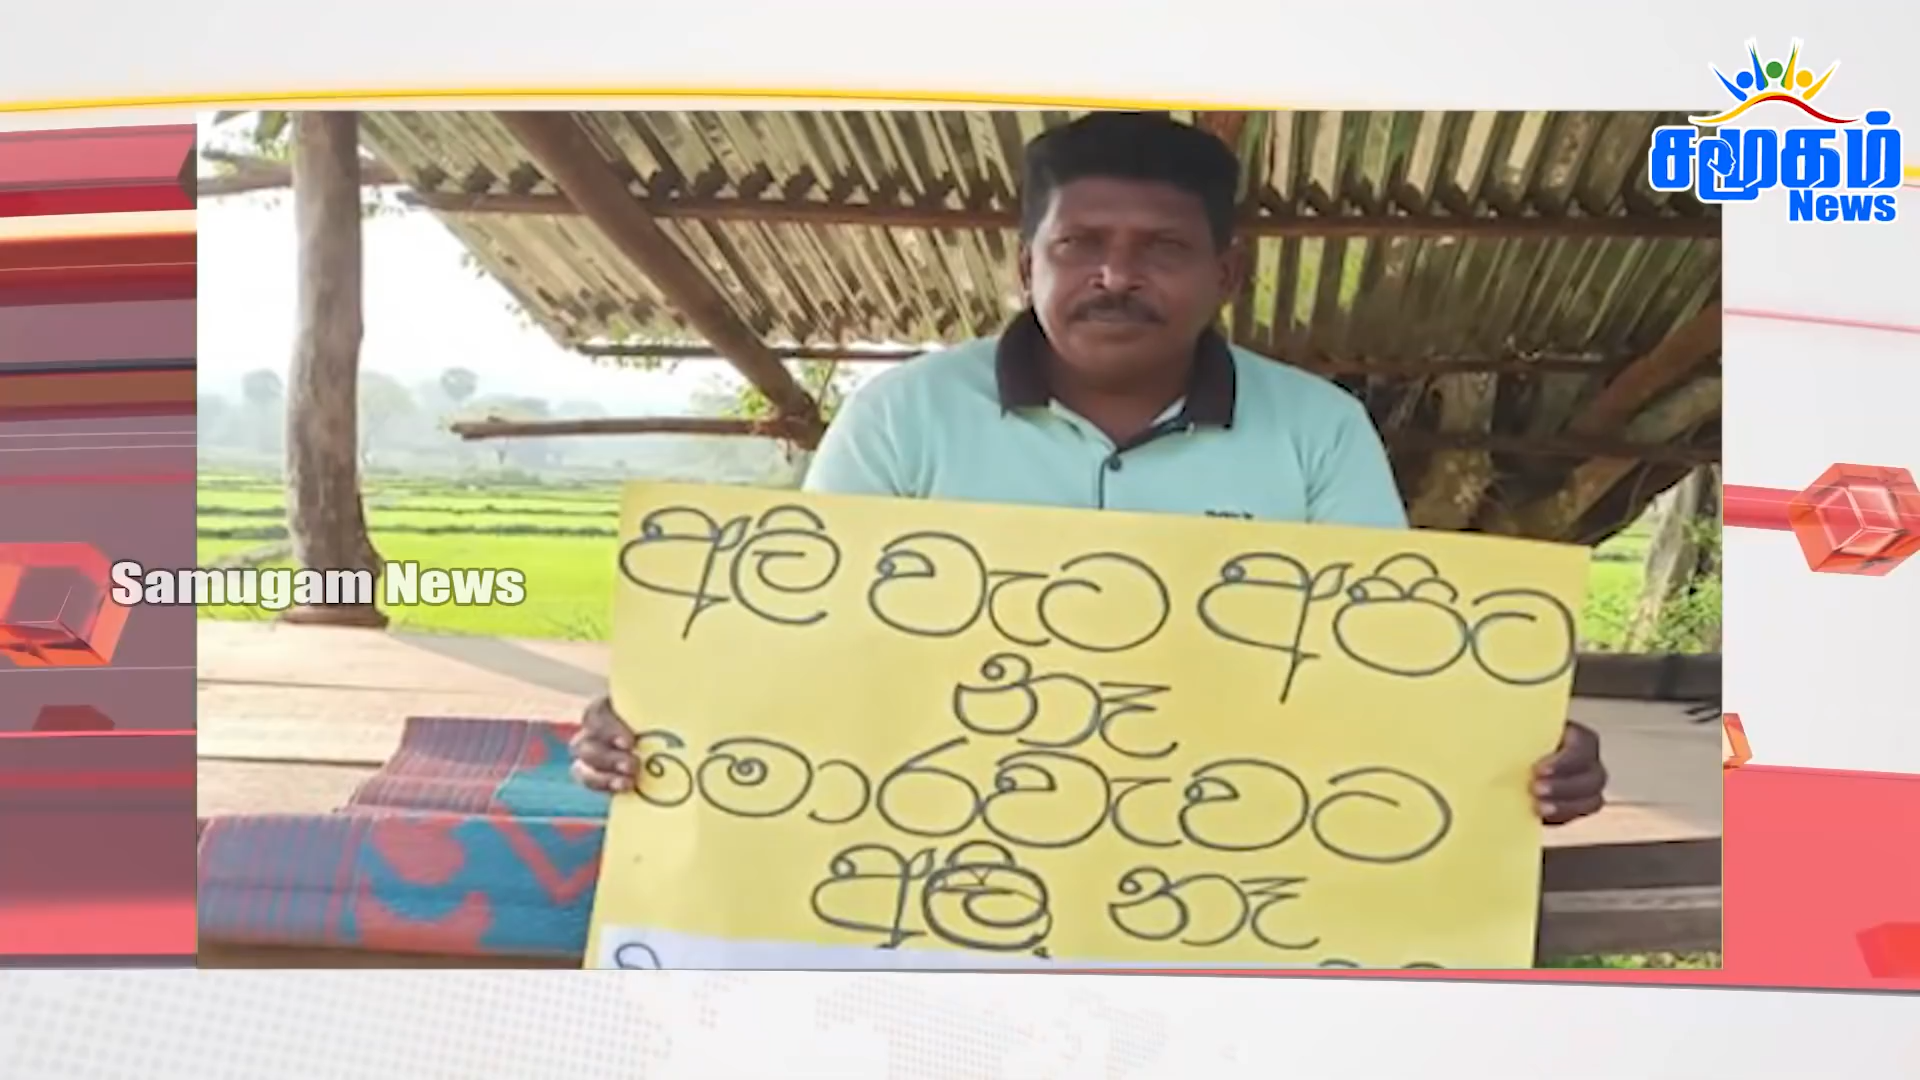 சமூகம்
News
Samugam News
අලි වැට අපිට
නෑ
මොරවැවට
අලි නෑ